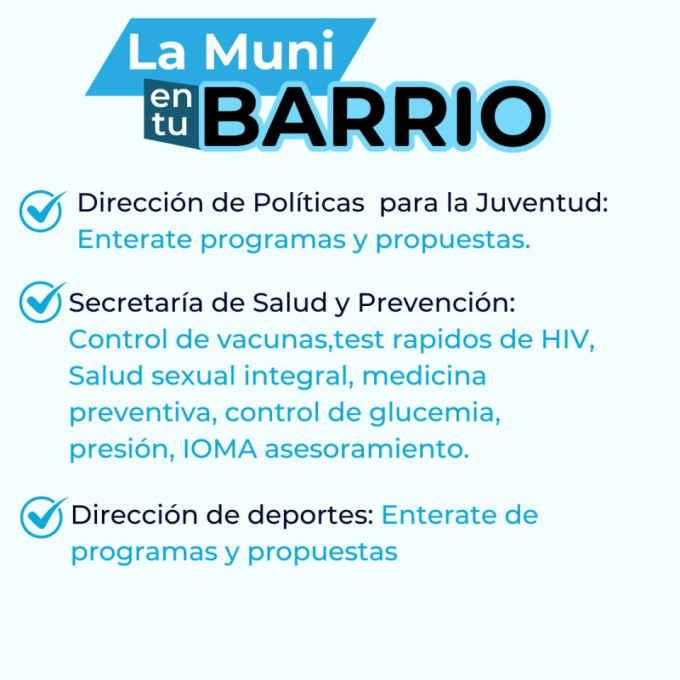 La Muni
en
tu BARRIO
Dirección de Políticas para la Juventud:
Enterate programas y propuestas.
Secretaría de Salud y Prevención:
Control de vacunas,test rapidos de HIV,
Salud sexual integral, medicina
preventiva, control de glucemia,
presión, IOMA asesoramiento.
Dirección de deportes: Enterate de
programas y propuestas